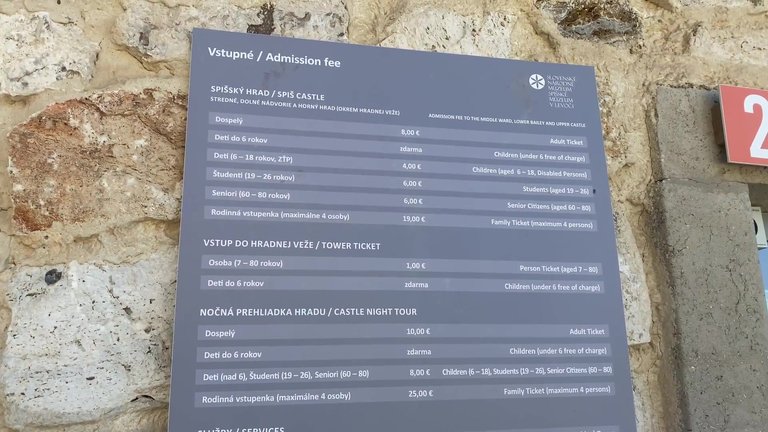 Vstupné / Admission fee
SLOVENSKÉ
NÁRODNÉ
MÚZEUM
SPIŠSKÉ
MÚZEUM
V LEVOČI
SPIŠSKÝ HRAD / SPIŠ CASTLE
STREDNÉ, DOLNÉ NÁDVORIE A HORNÝ HRAD (OKREM HRADNEJ VEŽE) ADMISSION FEE TO THE MIDDLE WARD, LOWER BAILEY AND UPPER CASTLE
Dospelý 8,00 € Adult Ticket
Deti do 6 rokov zdarma Children (under 6 free of charge)
Deti (6 – 18 rokov, ZŤP) 4,00 € Children (aged 6 – 18, Disabled Persons)
Študenti (19 – 26 rokov) 6,00 € Students (aged 19 – 26)
Seniori (60 – 80 rokov) 6,00 € Senior Citizens (aged 60 – 80)
Rodinná vstupenka (maximálne 4 osoby) 19,00 € Family Ticket (maximum 4 persons)
VSTUP DO HRADNEJ VEŽE / TOWER TICKET
Osoba (7 – 80 rokov) 1,00 € Person Ticket (aged 7 – 80)
Deti do 6 rokov zdarma Children (under 6 free of charge)
NOČNÁ PREHLIADKA HRADU / CASTLE NIGHT TOUR
Dospelý 10,00 € Adult Ticket
Deti do 6 rokov zdarma Children (under 6 free of charge)
Deti (nad 6), Študenti (19 – 26), Seniori (60 – 80) 8,00 € Children (6 – 18), Students (19 – 26), Senior Citizens (60 – 80)
Rodinná vstupenka (maximálne 4 osoby) 25,00 € Family Ticket (maximum 4 persons)
SLUŽBY / SERVICES
2